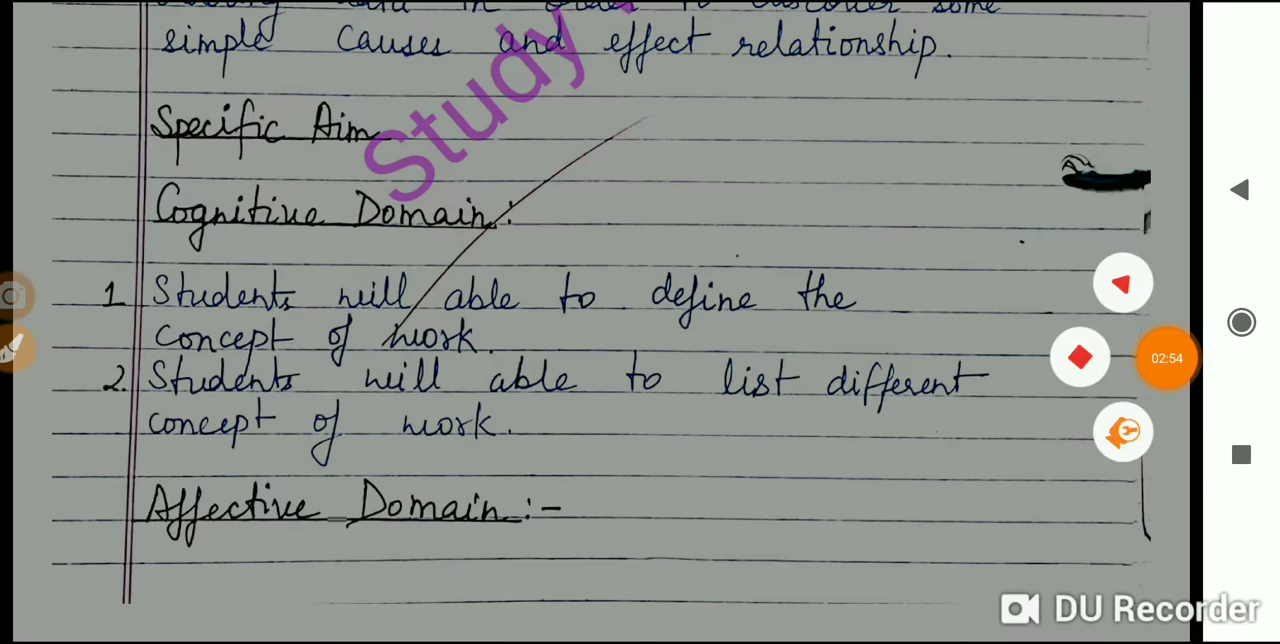 simple causes and effect relationship.
Study
Specific Aim
Cognitive Domain:
1 Students will able to define the
concept of work.
2. Students will able to list different
concept of work.
02:54
Affective Domain:-
DU Recorder